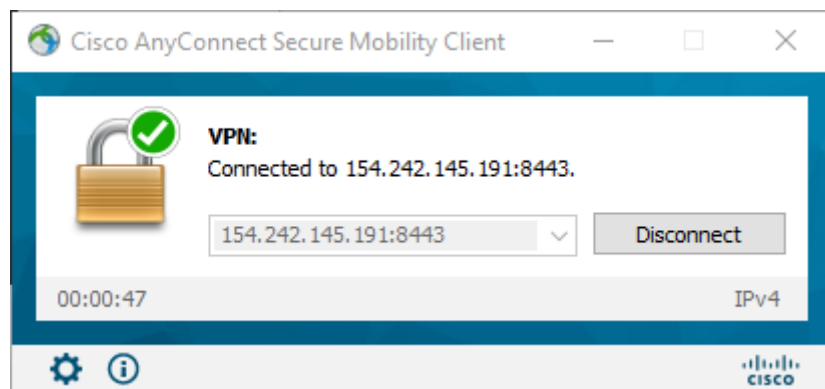 Cisco AnyConnect Secure Mobility Client
VPN:
Connected to 154.242.145.191:8443.
154.242.145.191:8443
Disconnect
00:00:47
IPv4
CISCO